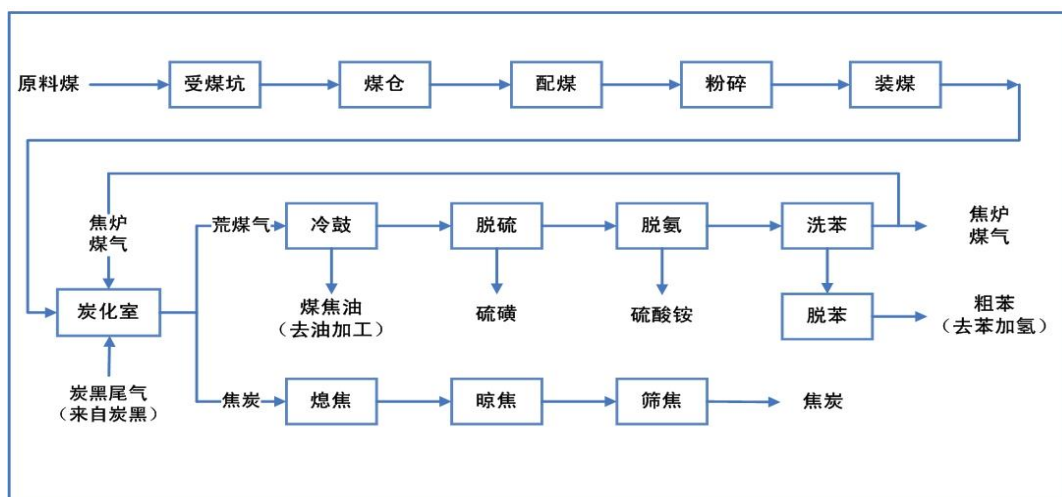 原料煤
受煤坑
煤仓
配煤
粉碎
装煤
焦炉
煤气
荒煤气
冷鼓
脱硫
脱氨
洗苯
焦炉
煤气
炭化室
煤焦油
（去油加工）
硫磺
硫酸铵
脱苯
粗苯
（去苯加氢）
炭黑尾气
（来自炭黑）
焦炭
熄焦
晾焦
筛焦
焦炭